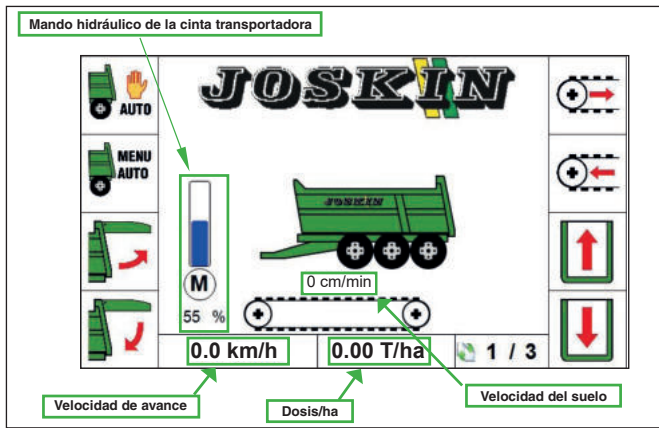 Mando hidráulico de la cinta transportadora
JOSKIN
AUTO
MENU
AUTO
JOSKIN
M
55 %
0 cm/min
0.0 km/h
0.00 T/ha
1 / 3
Velocidad de avance
Dosis/ha
Velocidad del suelo